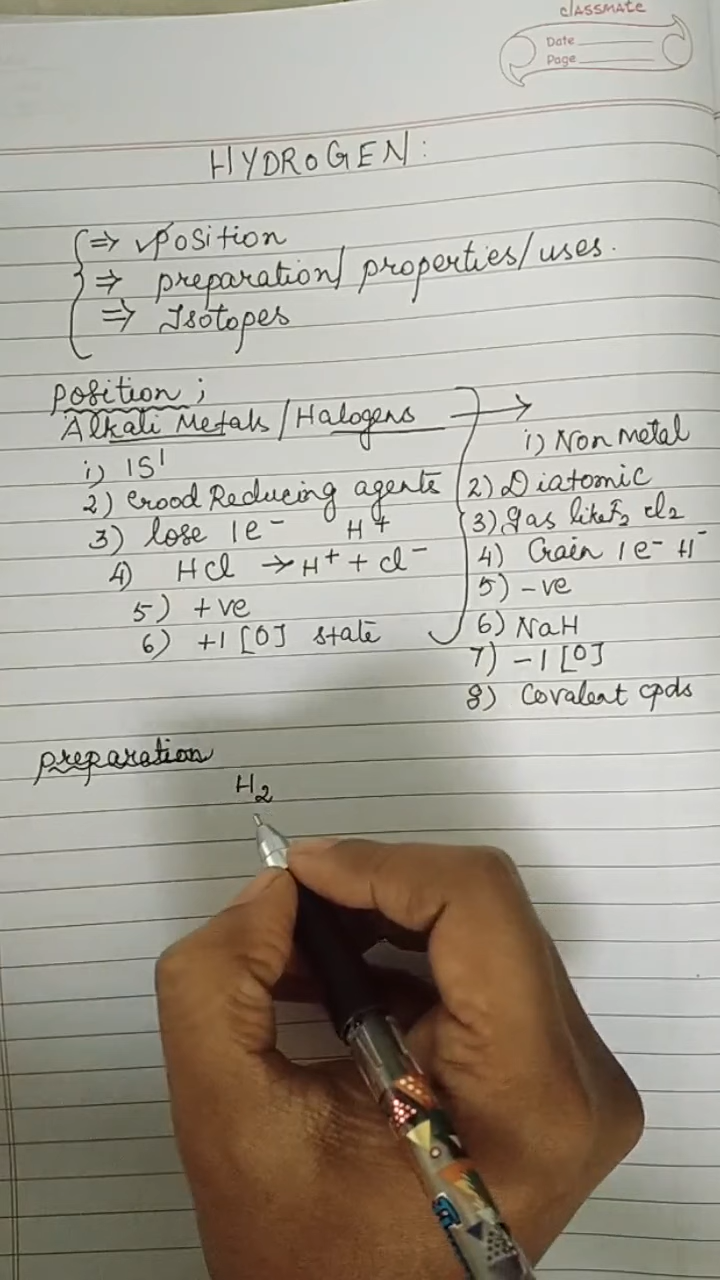 classmate
Date
Page
HYDROGEN:
⇒ Position
⇒ preparation/ properties/uses.
⇒ Isotopes
Position ;
Alkali Metals / Halogens →
i) 1S¹
2) Good Reducing agents
3) lose 1e⁻ H⁺
4) HCl → H⁺ + Cl⁻
5) +ve
6) +1 [O] state
i) Non metal
2) Diatomic
3) gas like F₂ Cl₂
4) Gain 1e⁻ H⁻
5) -ve
6) NaH
7) -1 [O]
8) Covalent cpds
preparation
H₂